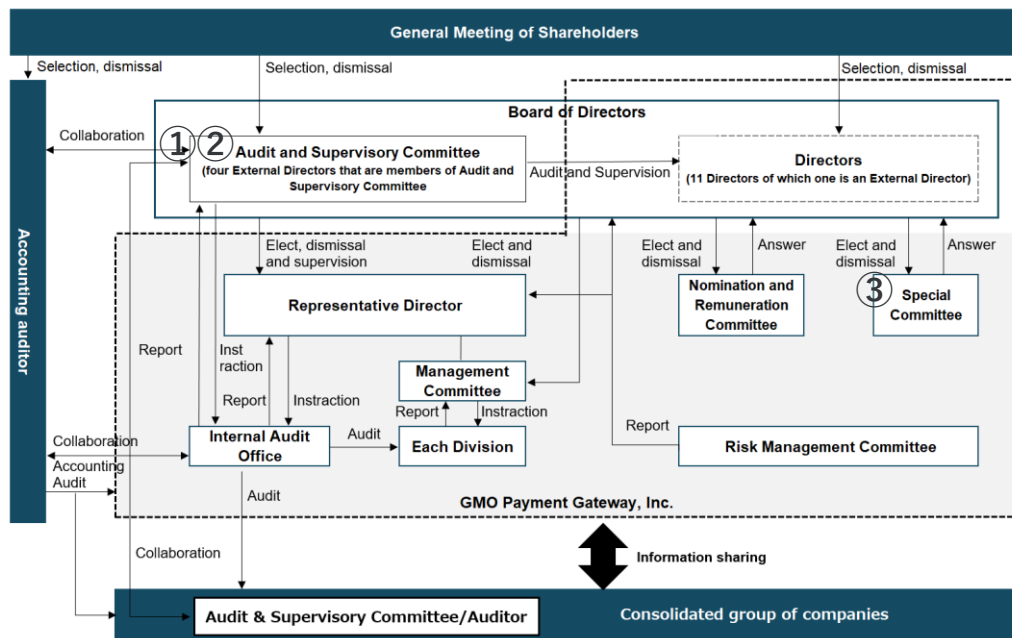 General Meeting of Shareholders
Selection, dismissal
Selection, dismissal
Selection, dismissal
Board of Directors
Collaboration
① ②
Audit and Supervisory Committee
(four External Directors that are members of Audit and
Supervisory Committee
Audit and Supervision
Directors
(11 Directors of which one is an External Director)
Accounting auditor
Elect, dismissal
and supervision
Elect and
dismissal
Elect and
dismissal
Answer
Elect and
dismissal
Answer
Representative Director
Nomination and
Remuneration
Committee
③
Special
Committee
Report
Inst
raction
Report
Instraction
Management
Committee
Report
Instraction
Collaboration
Internal Audit
Office
Audit
Each Division
Report
Risk Management Committee
Accounting
Audit
Audit
GMO Payment Gateway, Inc.
Collaboration
Information sharing
Audit & Supervisory Committee/Auditor
Consolidated group of companies